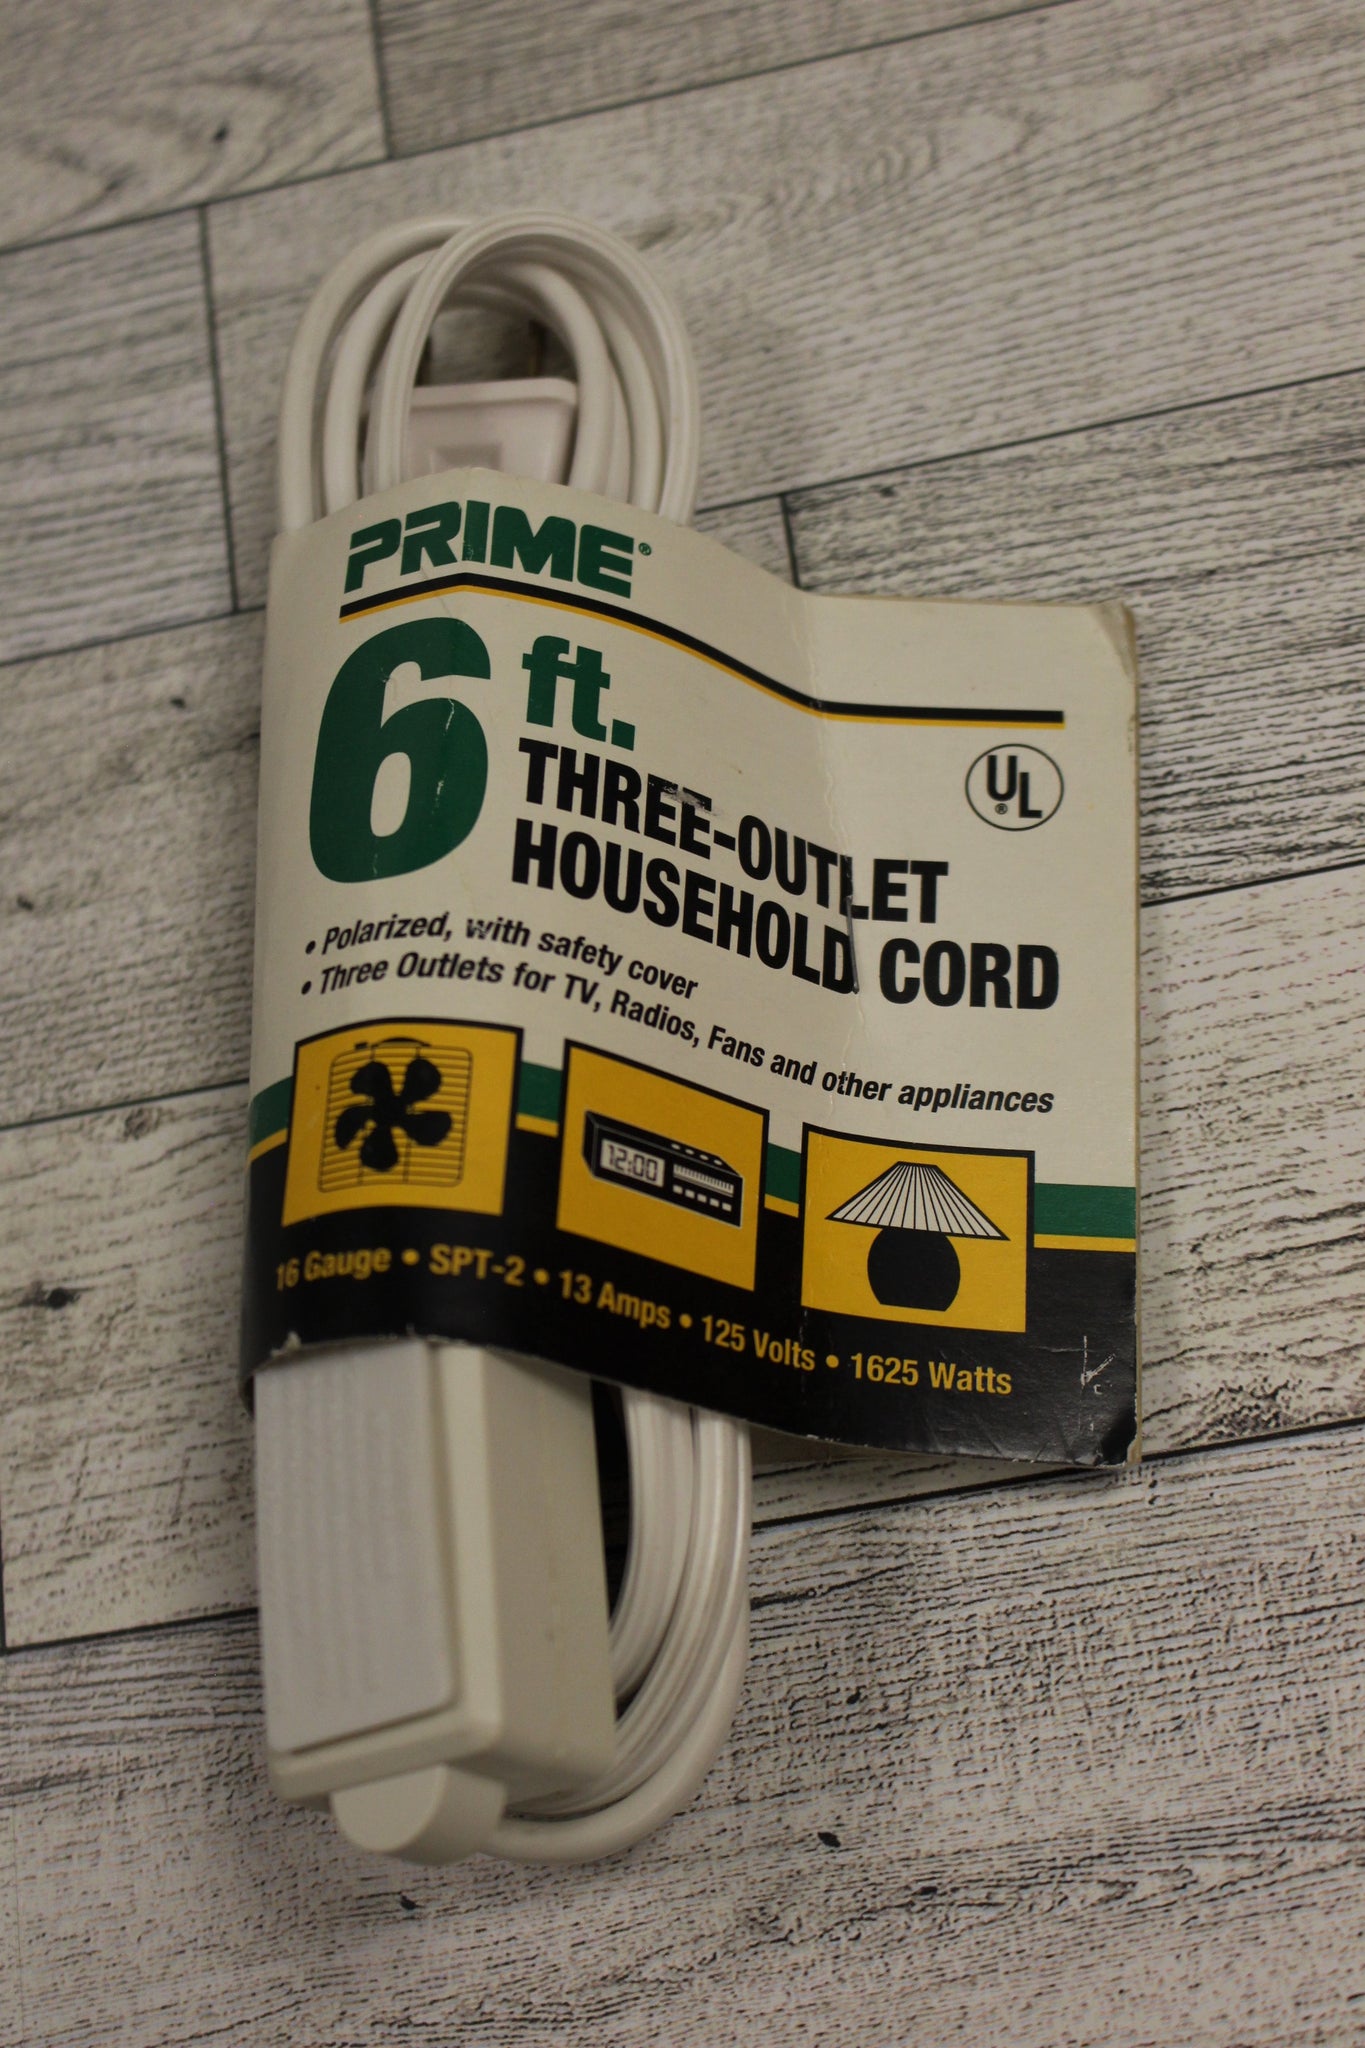 PRIME®
6 ft.
THREE-OUTLET
HOUSEHOLD CORD
UL®
• Polarized, with safety cover
• Three Outlets for TV, Radios, Fans and other appliances
12:00
16 Gauge • SPT-2 • 13 Amps • 125 Volts • 1625 Watts